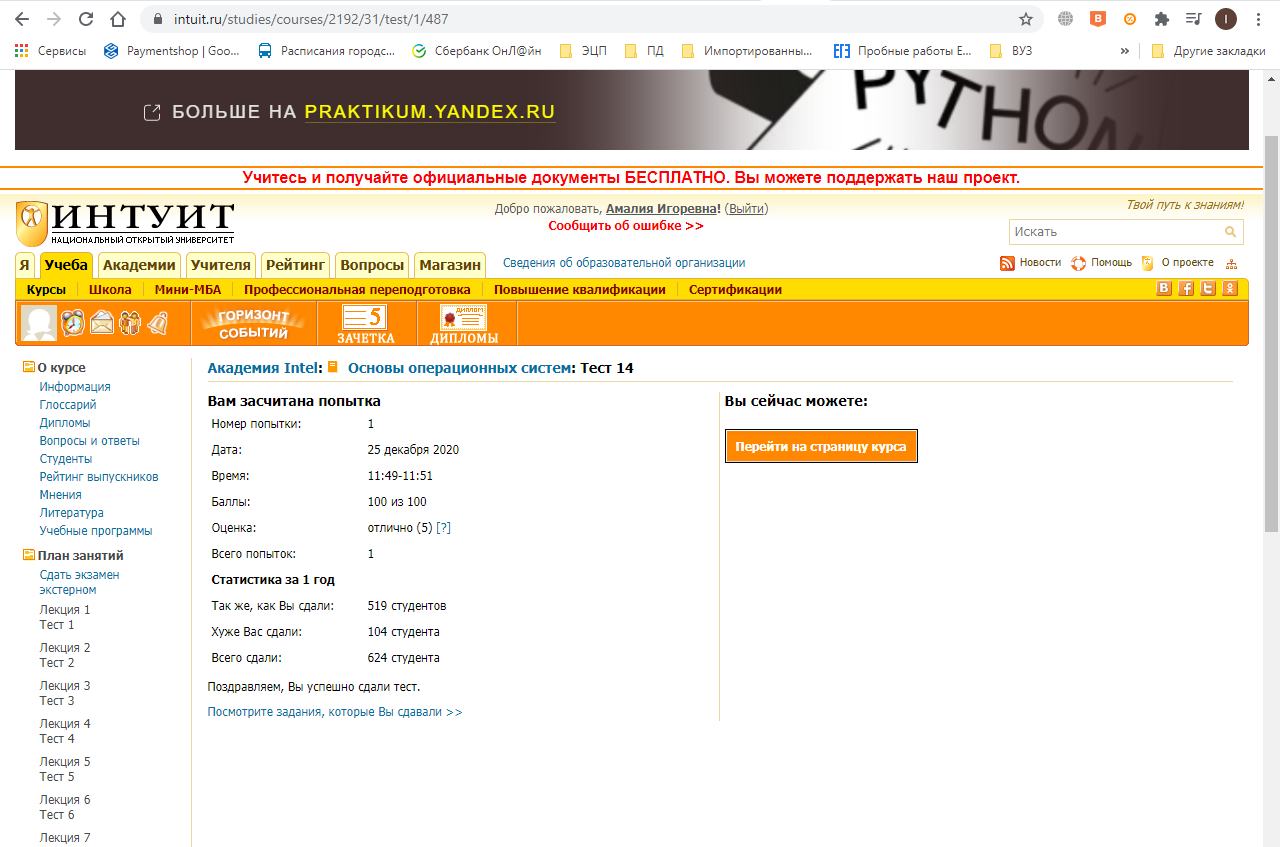 intuit.ru/studies/courses/2192/31/test/1/487
B
I
Сервисы Paymentshop | Goo... Расписания городс... Сбербанк ОнЛ@йн ЭЦП ПД Импортированны... Пробные работы Е... ВУЗ » Другие закладки
БОЛЬШЕ НА PRAKTIKUM.YANDEX.RU
PYTHON
Учитесь и получайте официальные документы БЕСПЛАТНО. Вы можете поддержать наш проект.
ИНТУИТ
НАЦИОНАЛЬНЫЙ ОТКРЫТЫЙ УНИВЕРСИТЕТ
Добро пожаловать, Амалия Игоревна! (Выйти)
Сообщить об ошибке >>
Твой путь к знаниям!
Искать
Я Учеба Академии Учителя Рейтинг Вопросы Магазин Сведения об образовательной организации Новости Помощь О проекте
Курсы Школа Мини-МБА Профессиональная переподготовка Повышение квалификации Сертификации
ГОРИЗОНТ
СОБЫТИЙ
5
ЗАЧЕТКА
ДИПЛОМ
ДИПЛОМЫ
О курсе
Информация
Глоссарий
Дипломы
Вопросы и ответы
Студенты
Рейтинг выпускников
Мнения
Литература
Учебные программы
План занятий
Сдать экзамен
экстерном
Лекция 1
Тест 1
Лекция 2
Тест 2
Лекция 3
Тест 3
Лекция 4
Тест 4
Лекция 5
Тест 5
Лекция 6
Тест 6
Лекция 7
Академия Intel: Основы операционных систем: Тест 14
Вам засчитана попытка
Номер попытки: 1
Дата: 25 декабря 2020
Время: 11:49-11:51
Баллы: 100 из 100
Оценка: отлично (5) [?]
Всего попыток: 1
Статистика за 1 год
Так же, как Вы сдали: 519 студентов
Хуже Вас сдали: 104 студента
Всего сдали: 624 студента
Поздравляем, Вы успешно сдали тест.
Посмотрите задания, которые Вы сдавали >>
Вы сейчас можете:
Перейти на страницу курса